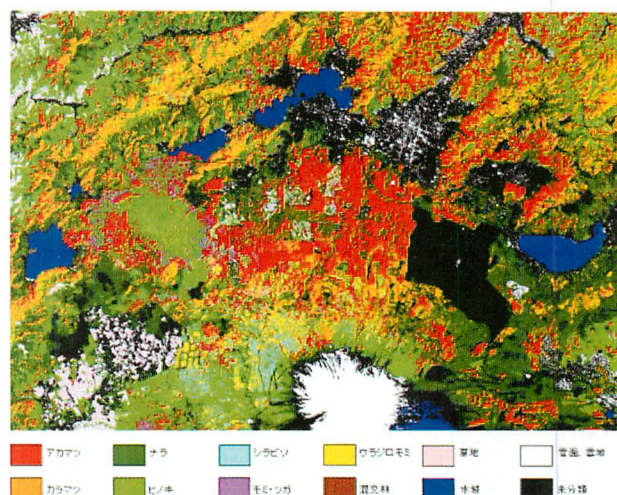 アカマツ ナラ シラビソ ウラジロモミ 草地 雪面、雲域
カラマツ ヒノキ モミ・ツガ 混交林 水域 未分類